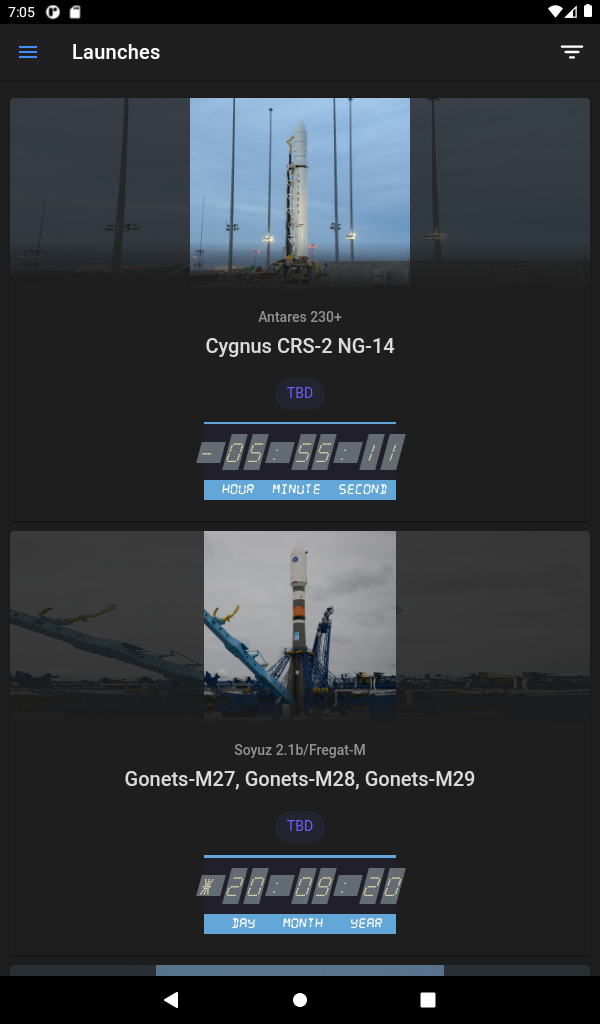 7:05
Launches
Antares 230+
Cygnus CRS-2 NG-14
TBD
- 05: 55: 11
HOUR MINUTE SECOND
Soyuz 2.1b/Fregat-M
Gonets-M27, Gonets-M28, Gonets-M29
TBD
* 20: 09: 20
DAY MONTH YEAR